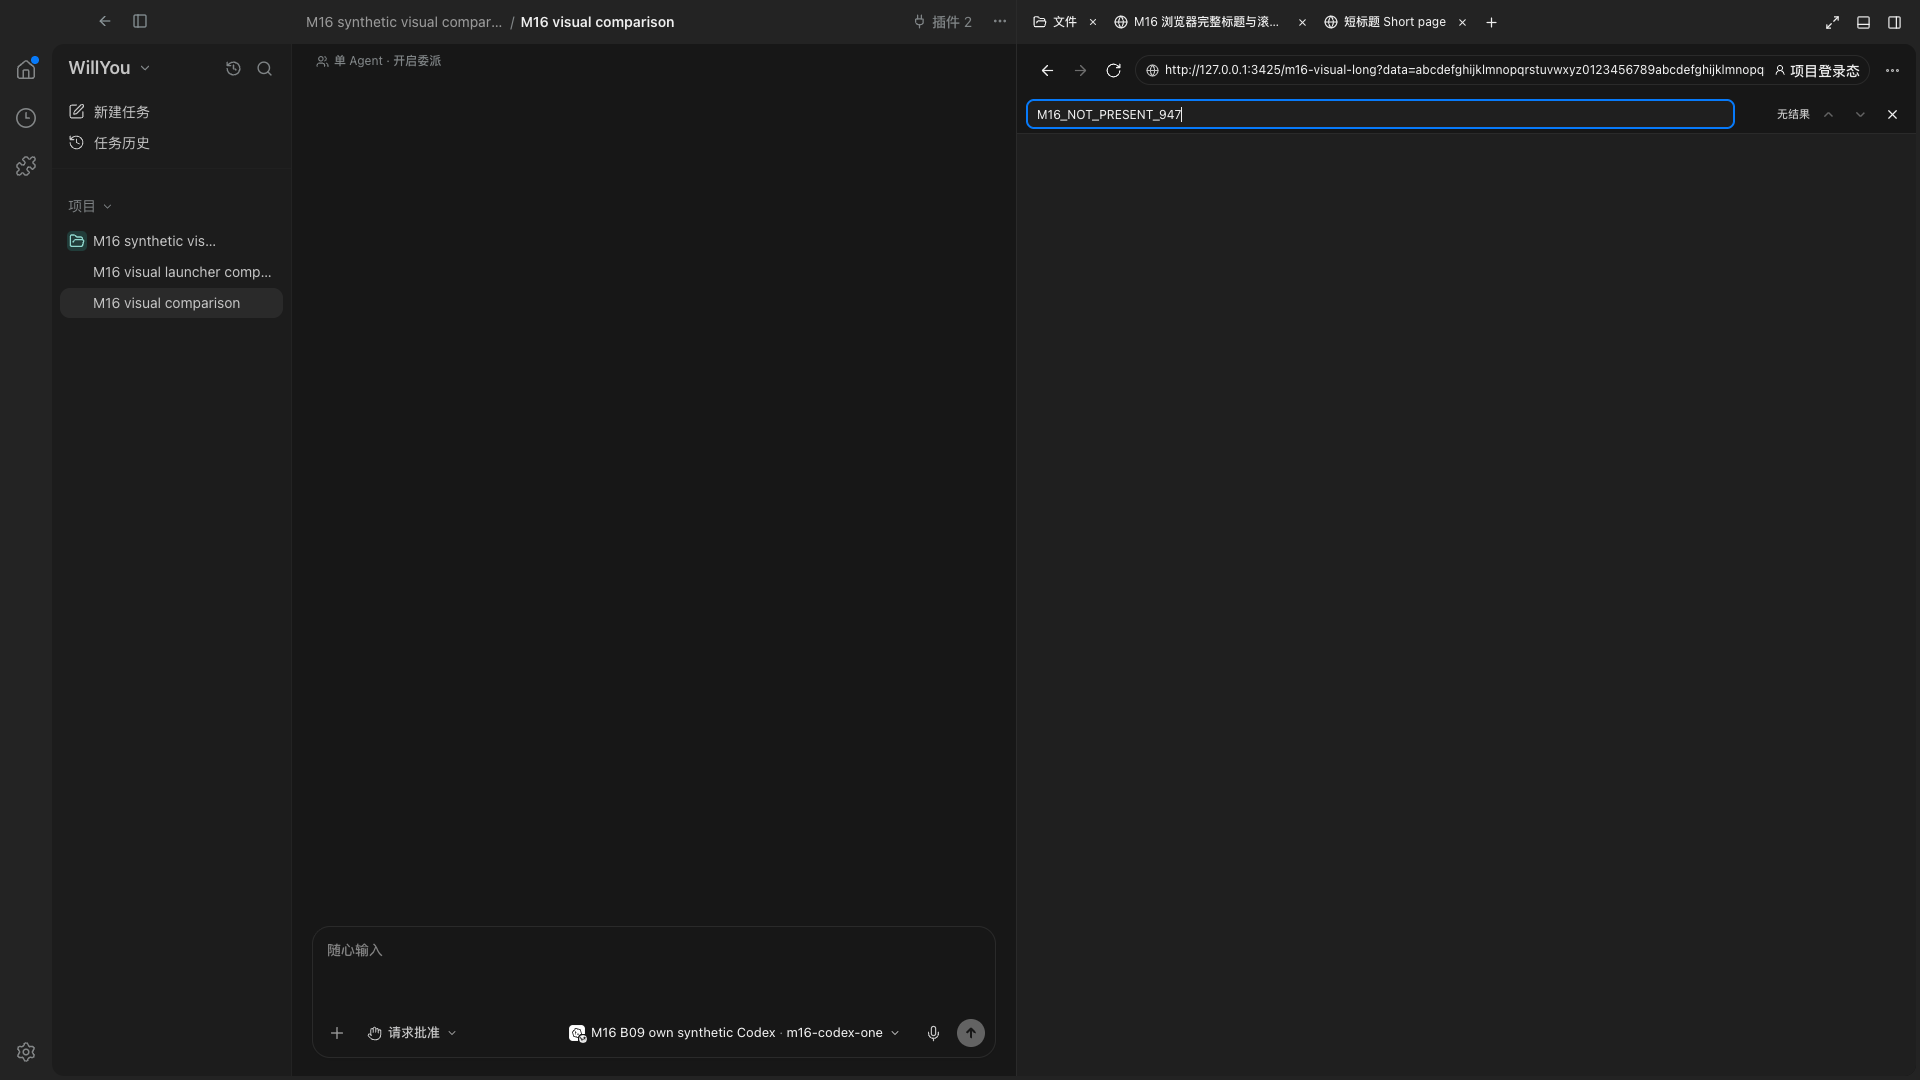 M16 synthetic visual compar... / M16 visual comparison
插件 2
文件
M16 浏览器完整标题与滚...
短标题 Short page
WillYou
新建任务
任务历史
项目
M16 synthetic vis...
M16 visual launcher comp...
M16 visual comparison
单 Agent · 开启委派
http://127.0.0.1:3425/m16-visual-long?data=abcdefghijklmnopqrstuvwxyz0123456789abcdefghijklmnopq
项目登录态
M16_NOT_PRESENT_947
无结果
随心输入
请求批准
M16 B09 own synthetic Codex · m16-codex-one